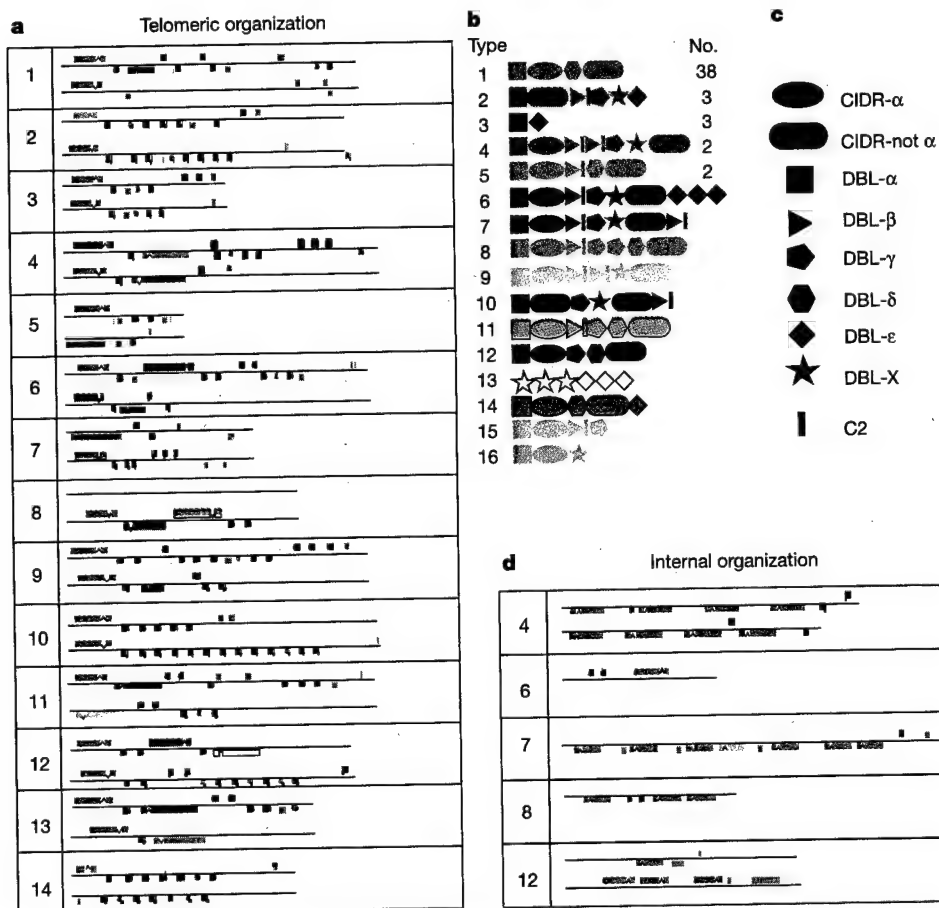 a
Telomeric organization
1
2
3
4
5
6
7
8
9
10
11
12
13
14
b
Type No.
1 38
2 3
3 3
4 2
5 2
6
7
8
9
10
11
12
13
14
15
16
c
CIDR-α
CIDR-not α
DBL-α
DBL-β
DBL-γ
DBL-δ
DBL-ε
DBL-X
C2
d
Internal organization
4
6
7
8
12